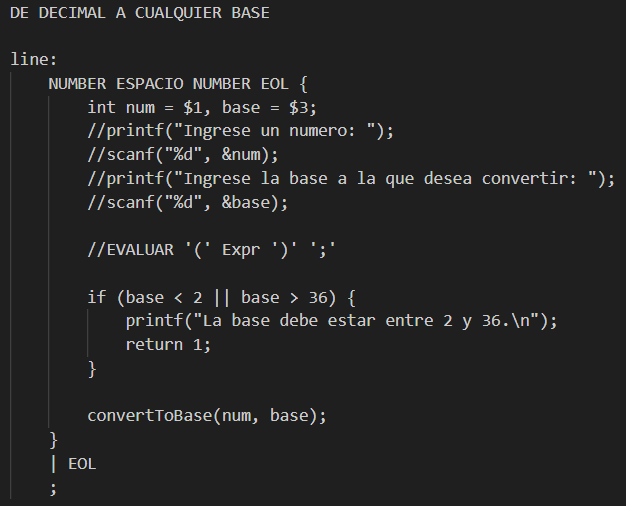 DE DECIMAL A CUALQUIER BASE
line:
NUMBER ESPACIO NUMBER EOL {
int num = $1, base = $3;
//printf("Ingrese un numero: ");
//scanf("%d", &num);
//printf("Ingrese la base a la que desea convertir: ");
//scanf("%d", &base);
//EVALUAR '(' Expr ')' ';'
if (base < 2 || base > 36) {
printf("La base debe estar entre 2 y 36.\n");
return 1;
}
convertToBase(num, base);
}
| EOL
;